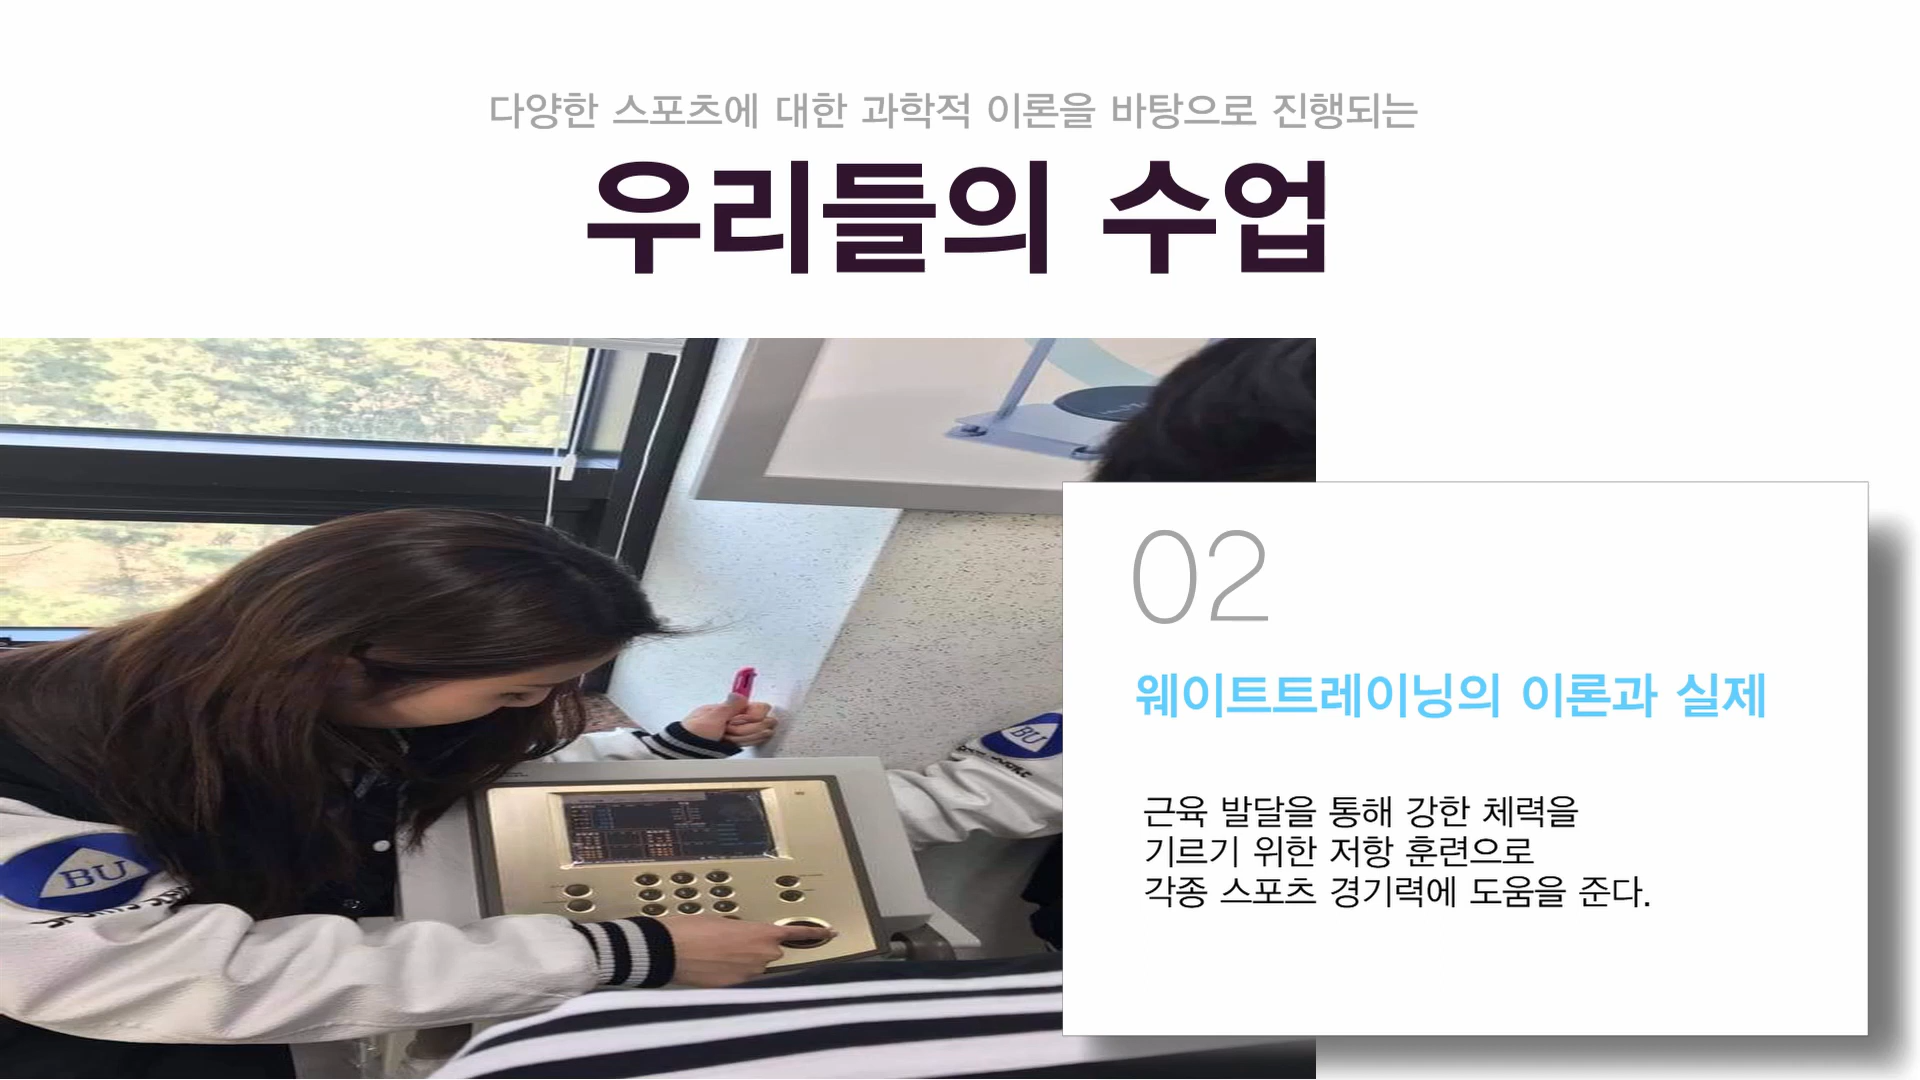 다양한 스포츠에 대한 과학적 이론을 바탕으로 진행되는
우리들의 수업
02
웨이트트레이닝의 이론과 실제
근육 발달을 통해 강한 체력을
기르기 위한 저항 훈련으로
각종 스포츠 경기력에 도움을 준다.
BU
BU